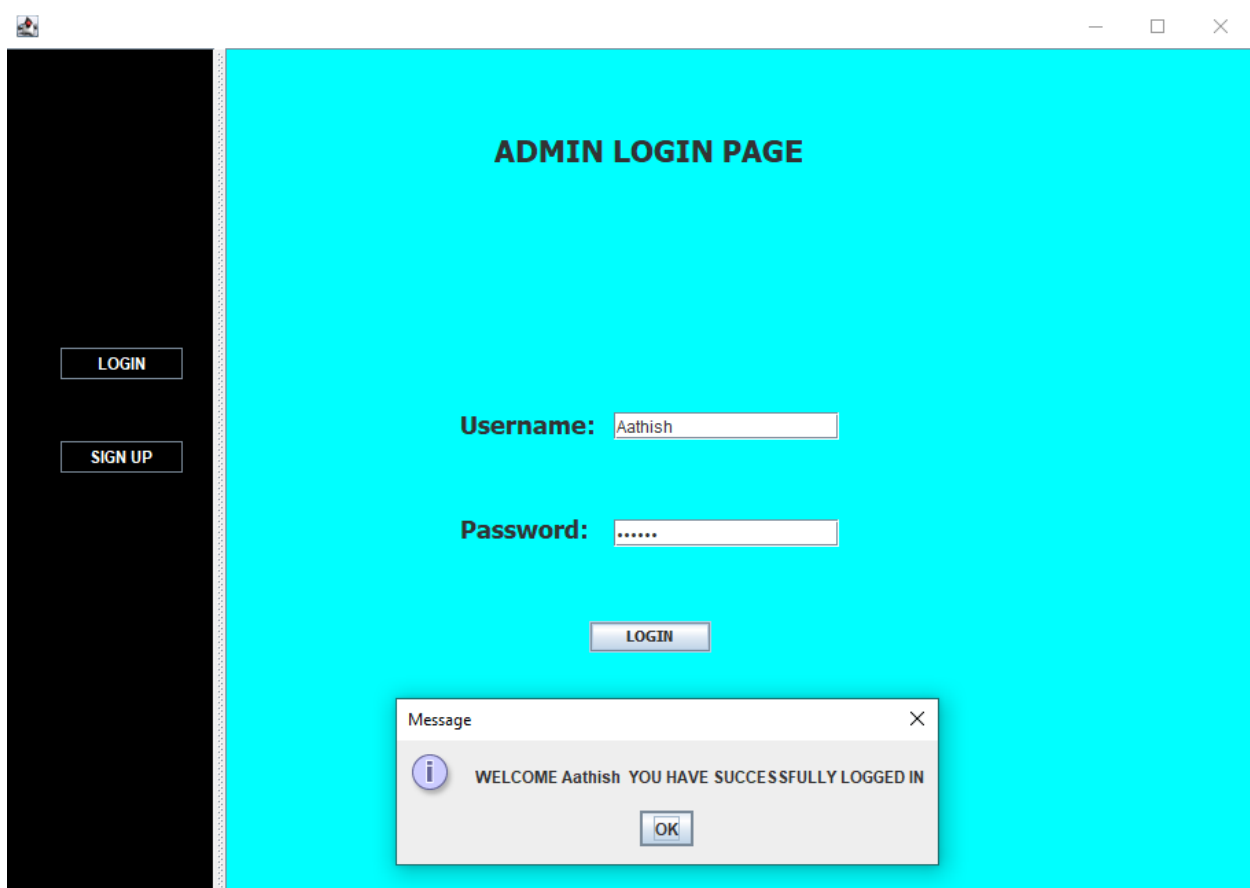 ADMIN LOGIN PAGE
LOGIN
Username: Aathish
SIGN UP
Password: ••••••
LOGIN
Message
i
WELCOME Aathish YOU HAVE SUCCESSFULLY LOGGED IN
OK